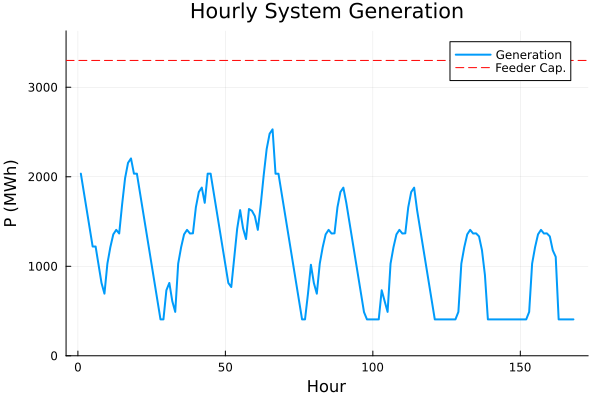 Hourly System Generation
Generation
Feeder Cap.
P (MWh)
3000
2000
1000
0
0 50 100 150
Hour